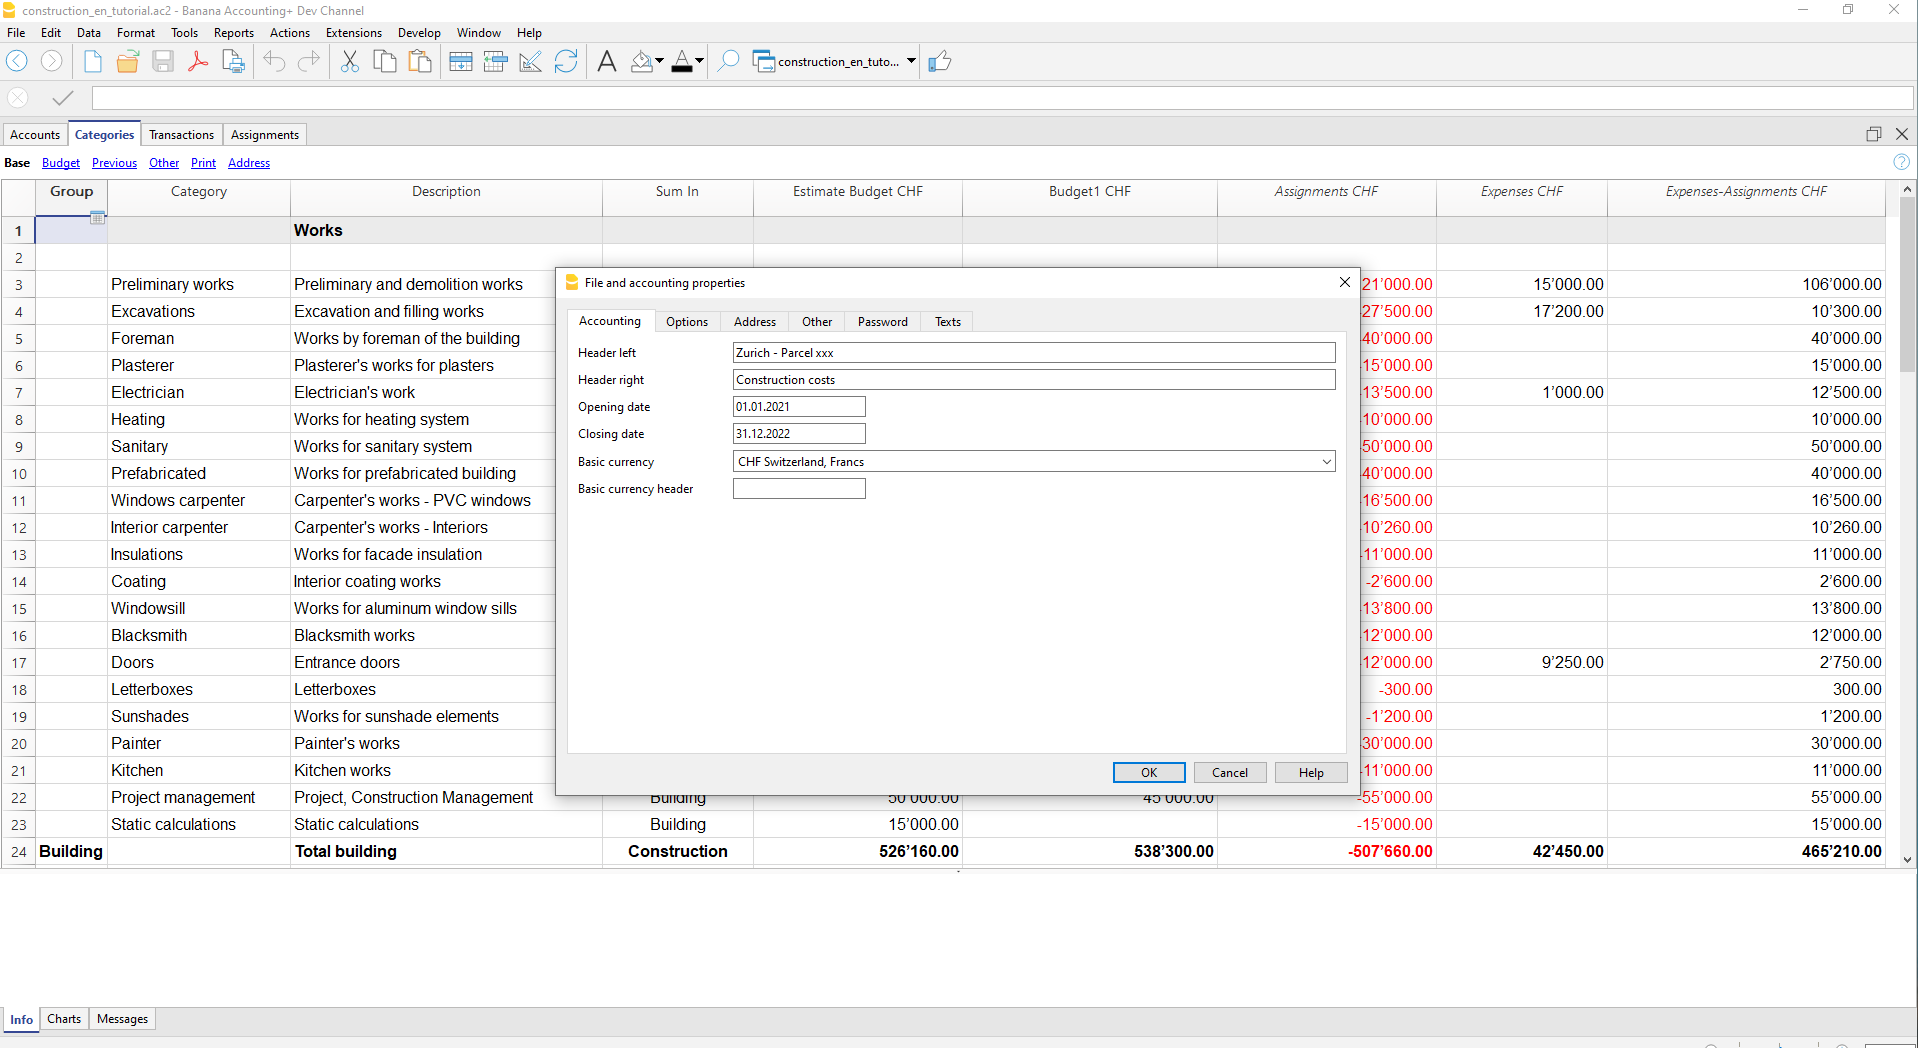 construction_en_tutorial.ac2 - Banana Accounting+ Dev Channel
File Edit Data Format Tools Reports Actions Extensions Develop Window Help
construction_en_tuto...
Accounts Categories Transactions Assignments
Base Budget Previous Other Print Address
Group Category Description Sum In Estimate Budget CHF Budget1 CHF Assignments CHF Expenses CHF Expenses-Assignments CHF
1 Works
2
3 Preliminary works Preliminary and demolition works 21’000.00 15’000.00 106’000.00
4 Excavations Excavation and filling works 27’500.00 17’200.00 10’300.00
5 Foreman Works by foreman of the building 40’000.00 40’000.00
6 Plasterer Plasterer's works for plasters 15’000.00 15’000.00
7 Electrician Electrician's work 13’500.00 1’000.00 12’500.00
8 Heating Works for heating system 10’000.00 10’000.00
9 Sanitary Works for sanitary system 50’000.00 50’000.00
10 Prefabricated Works for prefabricated building 40’000.00 40’000.00
11 Windows carpenter Carpenter's works - PVC windows 16’500.00 16’500.00
12 Interior carpenter Carpenter's works - Interiors 10’260.00 10’260.00
13 Insulations Works for facade insulation 11’000.00 11’000.00
14 Coating Interior coating works -2’600.00 2’600.00
15 Windowsill Works for aluminum window sills 13’800.00 13’800.00
16 Blacksmith Blacksmith works 12’000.00 12’000.00
17 Doors Entrance doors 12’000.00 9’250.00 2’750.00
18 Letterboxes Letterboxes -300.00 300.00
19 Sunshades Works for sunshade elements -1’200.00 1’200.00
20 Painter Painter's works 30’000.00 30’000.00
21 Kitchen Kitchen works 11’000.00 11’000.00
22 Project management Project, Construction Management Building 50’000.00 45’000.00 -55’000.00 55’000.00
23 Static calculations Static calculations Building 15’000.00 -15’000.00 15’000.00
24 Building Total building Construction 526’160.00 538’300.00 -507’660.00 42’450.00 465’210.00
File and accounting properties
Accounting Options Address Other Password Texts
Header left Zurich - Parcel xxx
Header right Construction costs
Opening date 01.01.2021
Closing date 31.12.2022
Basic currency CHF Switzerland, Francs
Basic currency header
OK Cancel Help
Info Charts Messages